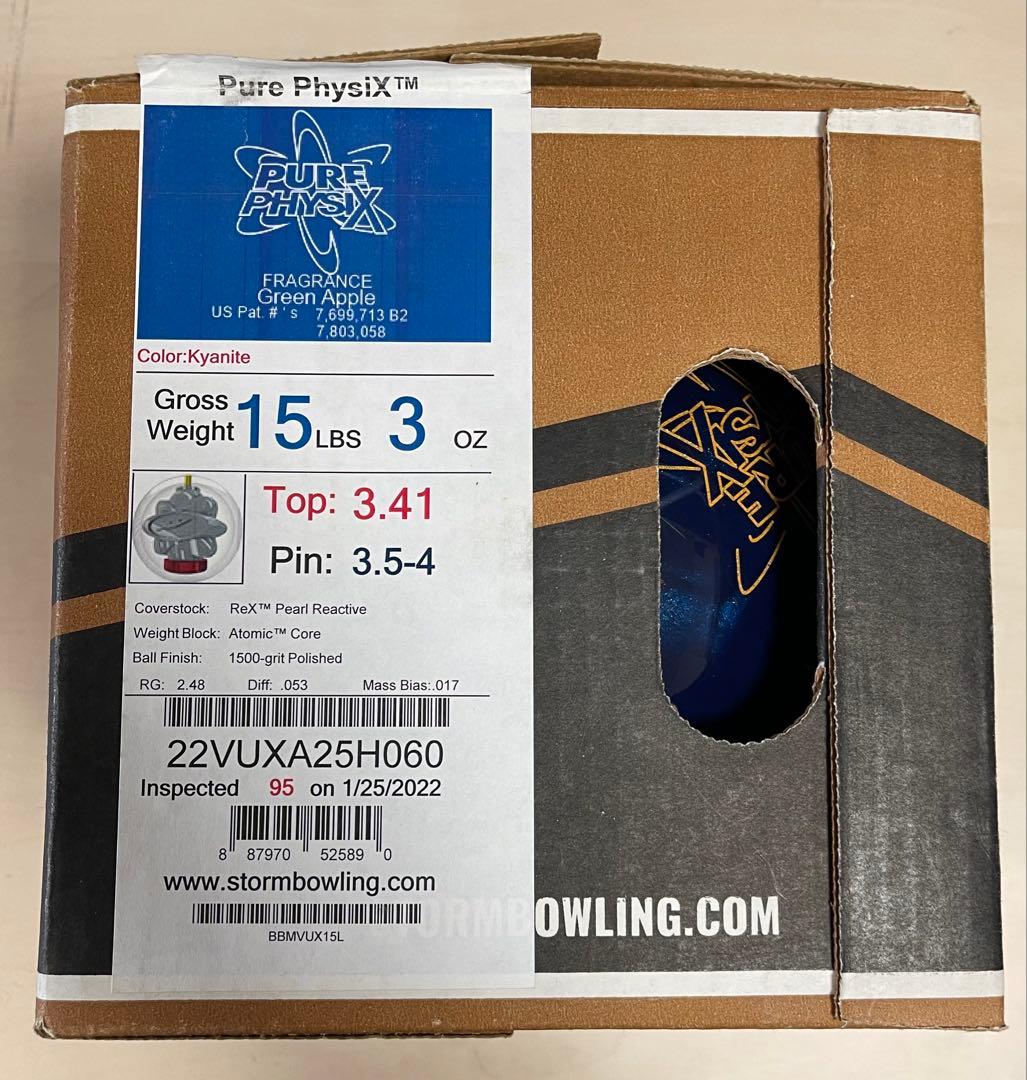 Pure PhysiX™
PURE
PHYSIX
FRAGRANCE
Green Apple
US Pat. # ' s 7,699,713 B2
7,803,058
Color:Kyanite
Gross Weight 15 LBS 3 OZ
Top: 3.41
Pin: 3.5-4
Coverstock: ReX™ Pearl Reactive
Weight Block: Atomic™ Core
Ball Finish: 1500-grit Polished
RG: 2.48 Diff: .053 Mass Bias:.017
22VUXA25H060
Inspected 95 on 1/25/2022
8 87970 52589 0
www.stormbowling.com
BBMVUX15L
TORMBOWLING.COM